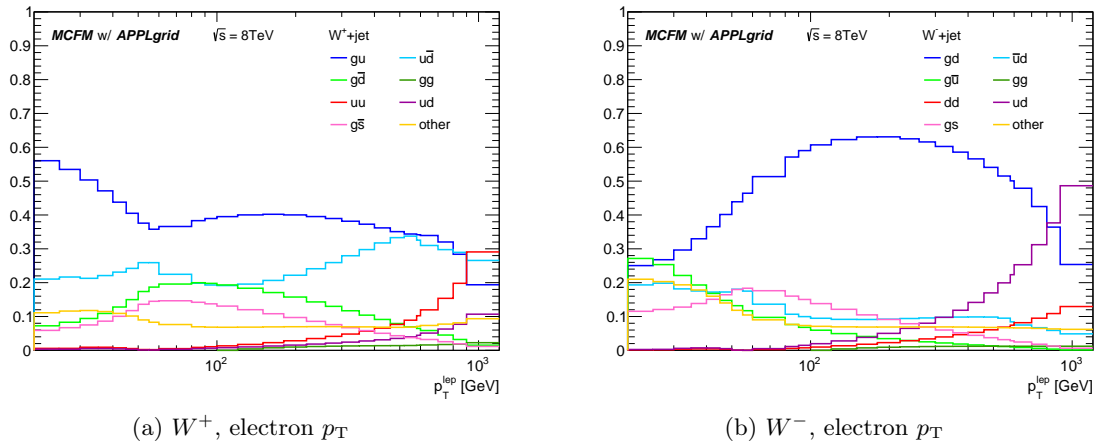 MCFM w/ APPLgrid √s = 8TeV W⁺+jet
gu ud̄
gd̄ gg
uu ud
gs̄ other
1
0.9
0.8
0.7
0.6
0.5
0.4
0.3
0.2
0.1
0
10² 10³
p_T^lep [GeV]
(a) W⁺, electron p_T
MCFM w/ APPLgrid √s = 8TeV W⁻+jet
gd ūd
gū gg
dd ud
gs other
1
0.9
0.8
0.7
0.6
0.5
0.4
0.3
0.2
0.1
0
10² 10³
p_T^lep [GeV]
(b) W⁻, electron p_T